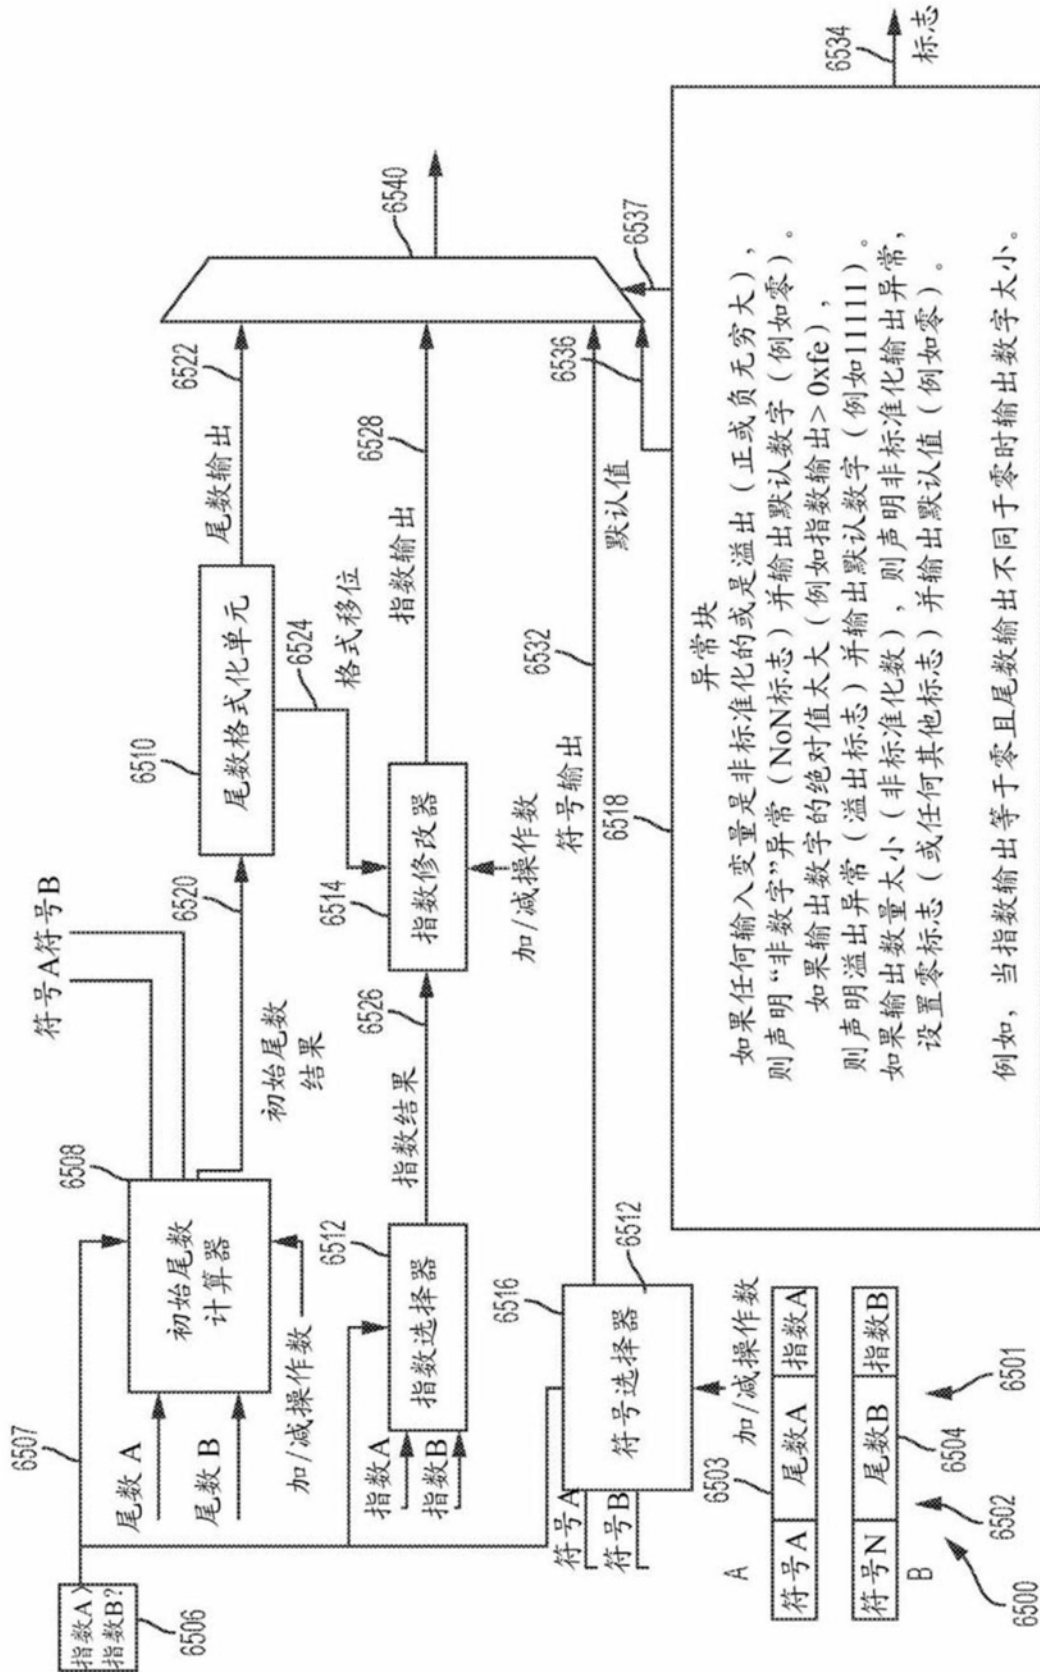 指数A>
指数B?
6506
6507
尾数A
尾数B
初始尾数
计算器
6508
加/减操作数
符号A符号B
初始尾数
结果
6520
6510
尾数格式化单元
尾数输出
6522
6524
格式移位
指数A
指数B
指数选择器
6512
指数结果
6526
6514
指数修改器
加/减操作数
指数输出
6528
6540
符号A
符号B
符号选择器
6516
6512
加/减操作数
符号输出
6532
默认值
6536
6537
A
符号A
尾数A
指数A
6503
符号N
尾数B
指数B
B
6500
6502
6504
6501
6518
异常块
如果任何输入变量是非标准化的或是溢出（正或负无穷大），
则声明“非数字”异常（NoN标志）并输出默认数字（例如零）。
如果输出数字的绝对值太大（例如指数输出>0xfe），
则声明溢出异常（溢出标志）并输出默认数字（例如11111）。
如果输出数量太小（非标准化数），则声明非标准化输出异常，
设置零标志（或任何其他标志）并输出默认值（例如零）。
例如，当指数输出等于零且尾数输出不同于零时输出数字太小。
6534
标志